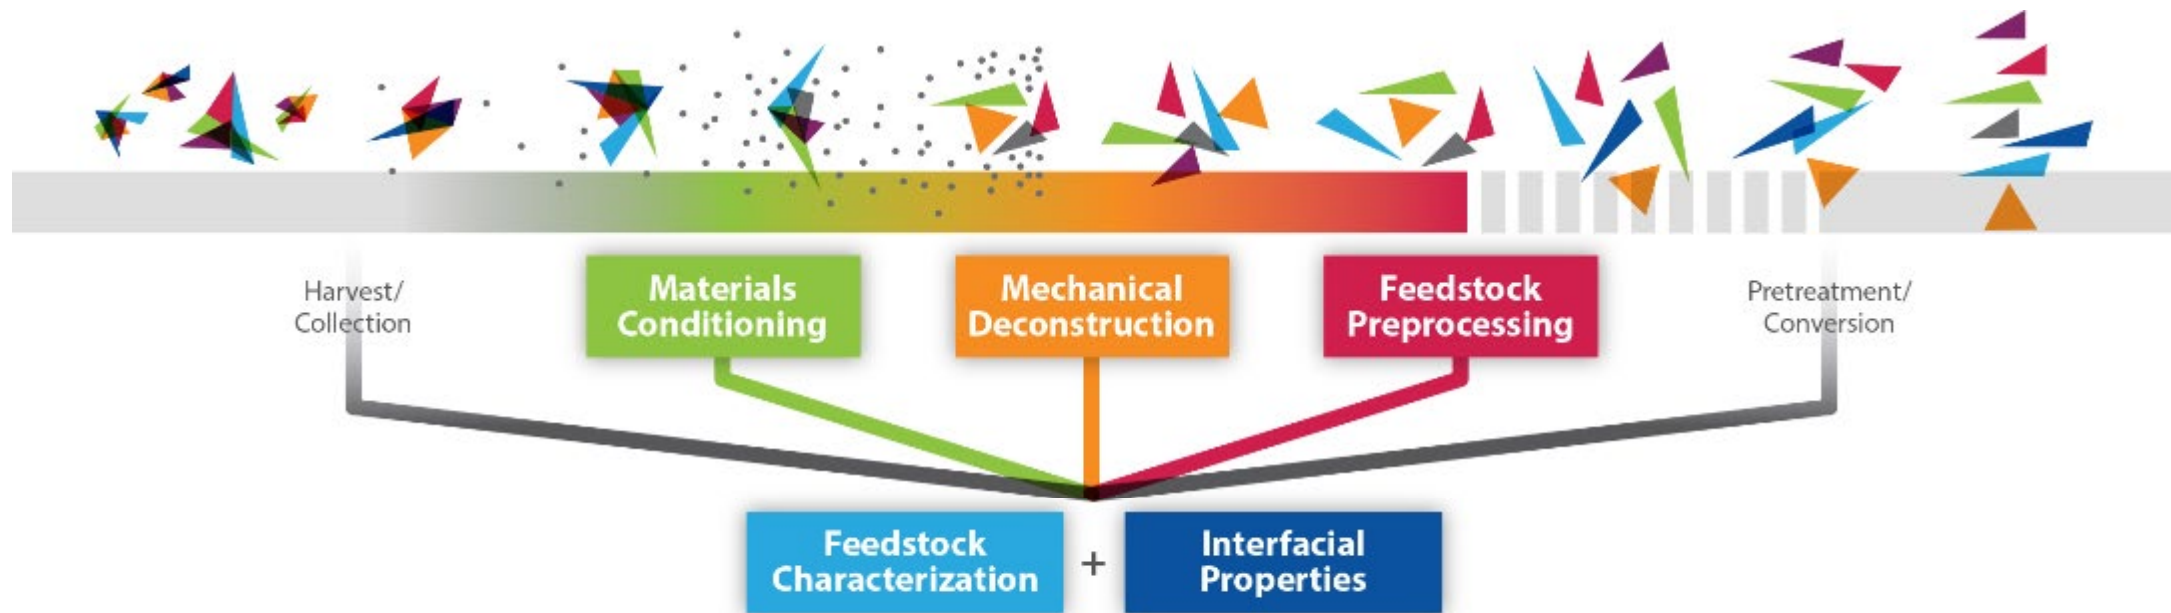 Harvest/
Collection
Materials
Conditioning
Mechanical
Deconstruction
Feedstock
Preprocessing
Pretreatment/
Conversion
Feedstock
Characterization
+
Interfacial
Properties